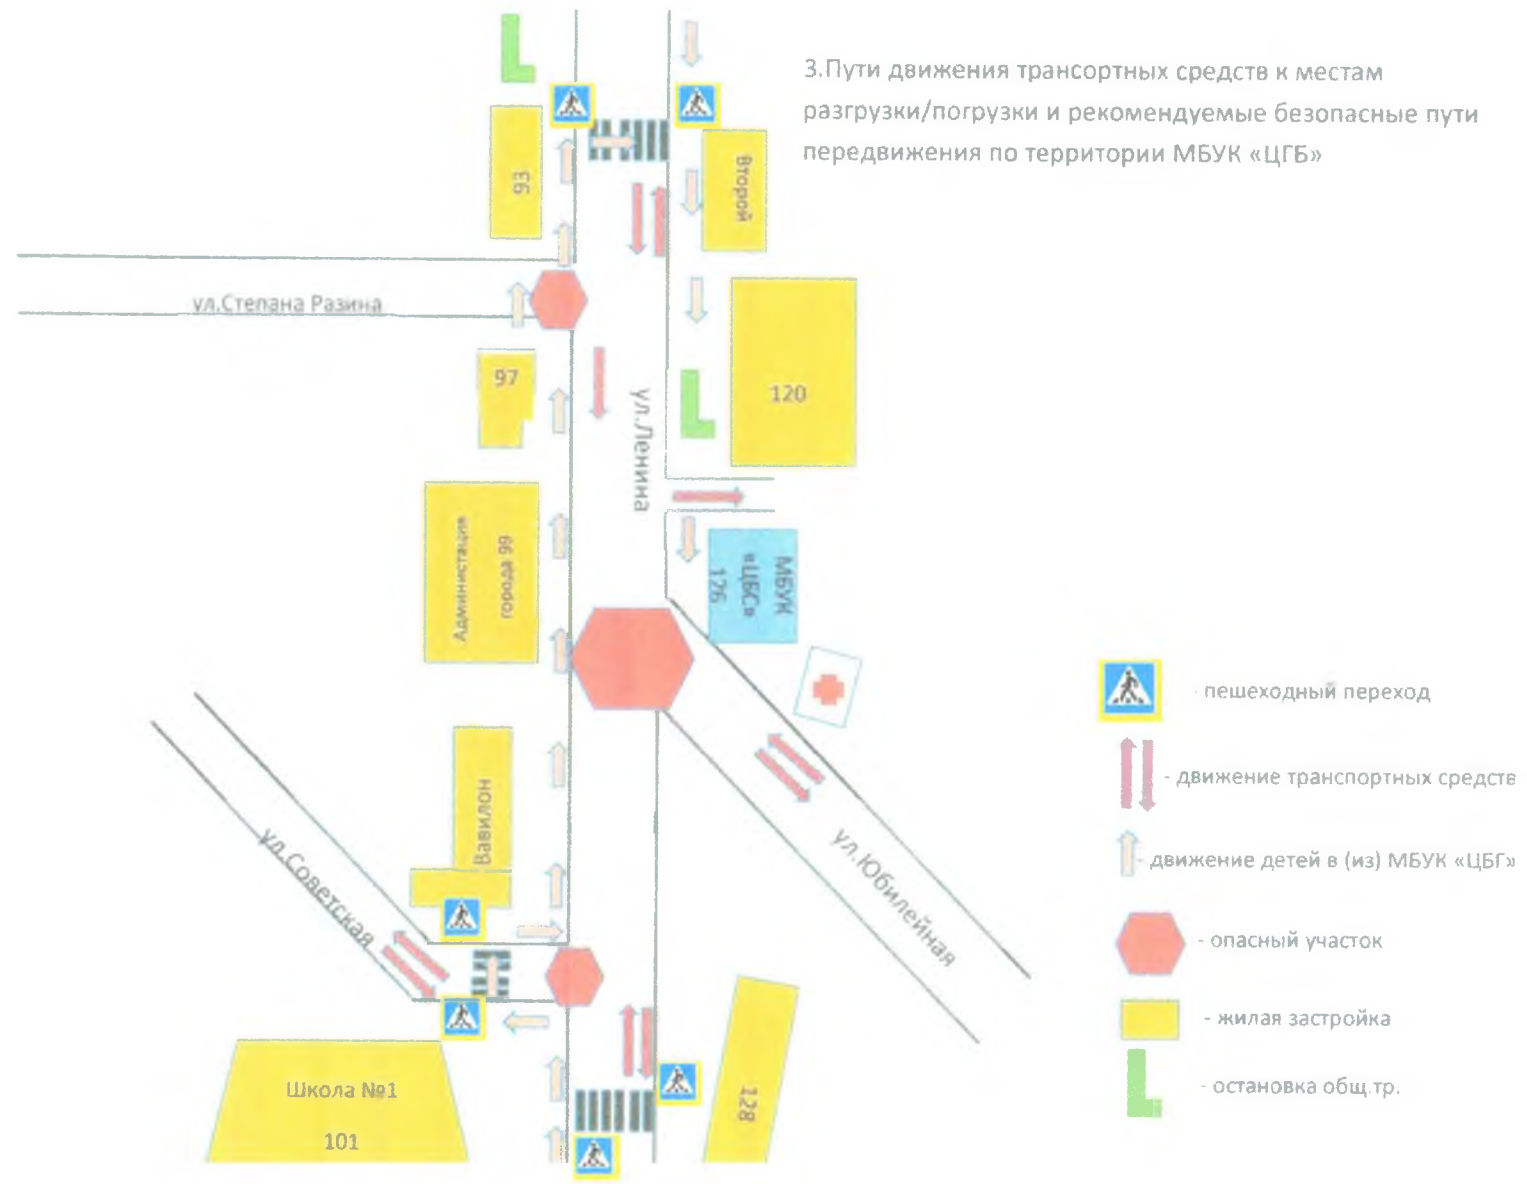 3.Пути движения трансортных средств к местам
разгрузки/погрузки и рекомендуемые безопасные пути
передвижения по территории МБУК «ЦГБ»
93
Второй
ул.Степана Разина
97
120
ул.Ленина
Администация
города 99
МБУК
«ЦБС»
126
Вавилон
ул.Советская
ул.Юбилейная
Школа №1
101
128
- пешеходный переход
- движение транспортных средств
- движение детей в (из) МБУК «ЦБГ»
- опасный участок
- жилая застройка
- остановка общ.тр.